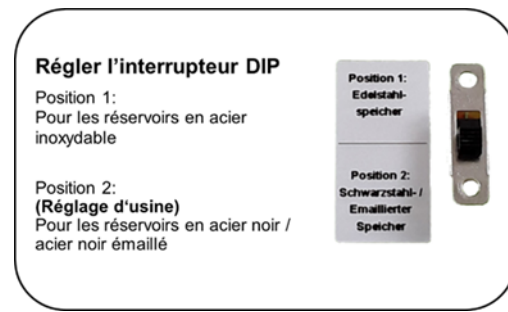 Régler l'interrupteur DIP
Position 1:
Pour les réservoirs en acier
inoxydable
Position 2:
(Réglage d'usine)
Pour les réservoirs en acier noir /
acier noir émaillé
Position 1:
Edelstahl-
speicher
Position 2:
Schwarzstahl- /
Emaillierter
Speicher